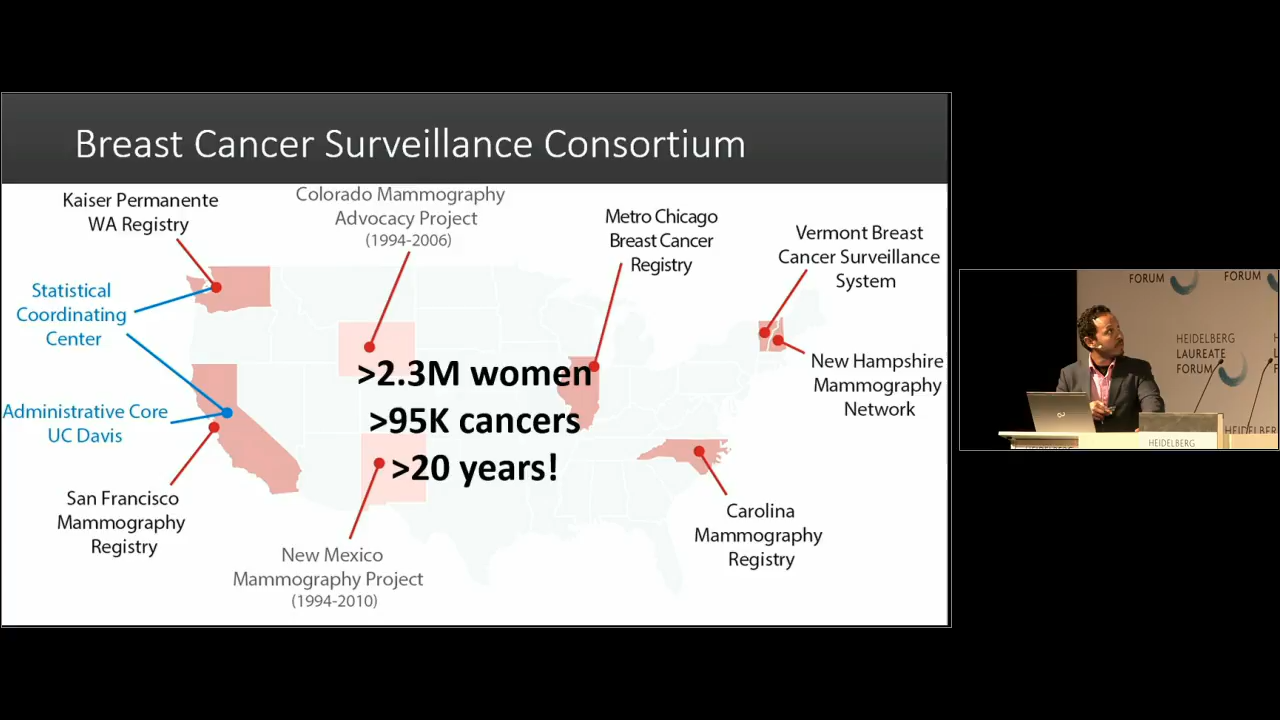 Breast Cancer Surveillance Consortium
Kaiser Permanente
WA Registry
Colorado Mammography
Advocacy Project
(1994-2006)
Metro Chicago
Breast Cancer
Registry
Vermont Breast
Cancer Surveillance
System
Statistical
Coordinating
Center
>2.3M women
>95K cancers
>20 years!
New Hampshire
Mammography
Network
Administrative Core
UC Davis
San Francisco
Mammography
Registry
New Mexico
Mammography Project
(1994-2010)
Carolina
Mammography
Registry
FORUM
FORUM
HEIDELBERG
LAUREATE
FORUM
HEIDELBERG
HEIDELBERG